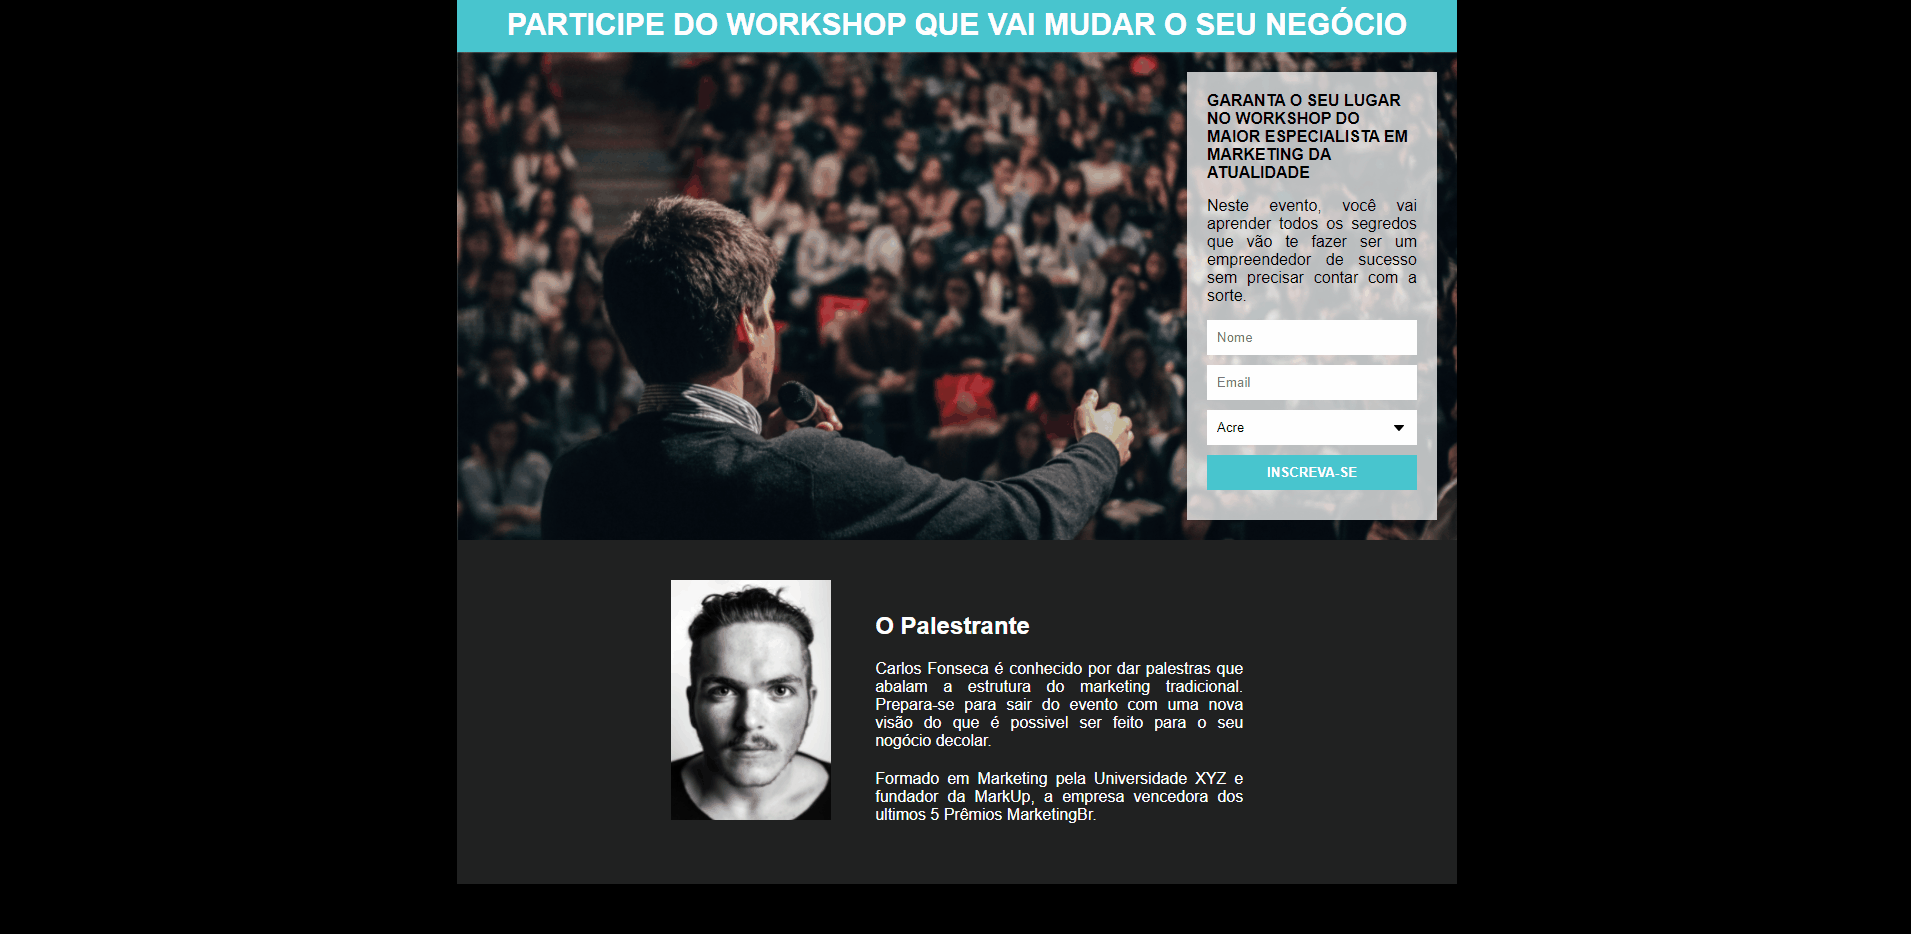 PARTICIPE DO WORKSHOP QUE VAI MUDAR O SEU NEGÓCIO
GARANTA O SEU LUGAR
NO WORKSHOP DO
MAIOR ESPECIALISTA EM
MARKETING DA
ATUALIDADE
Neste evento, você vai
aprender todos os segredos
que vão te fazer ser um
empreendedor de sucesso
sem precisar contar com a
sorte.
Nome
Email
Acre
INSCREVA-SE
O Palestrante
Carlos Fonseca é conhecido por dar palestras que
abalam a estrutura do marketing tradicional.
Prepara-se para sair do evento com uma nova
visão do que é possivel ser feito para o seu
nogócio decolar.
Formado em Marketing pela Universidade XYZ e
fundador da MarkUp, a empresa vencedora dos
ultimos 5 Prêmios MarketingBr.